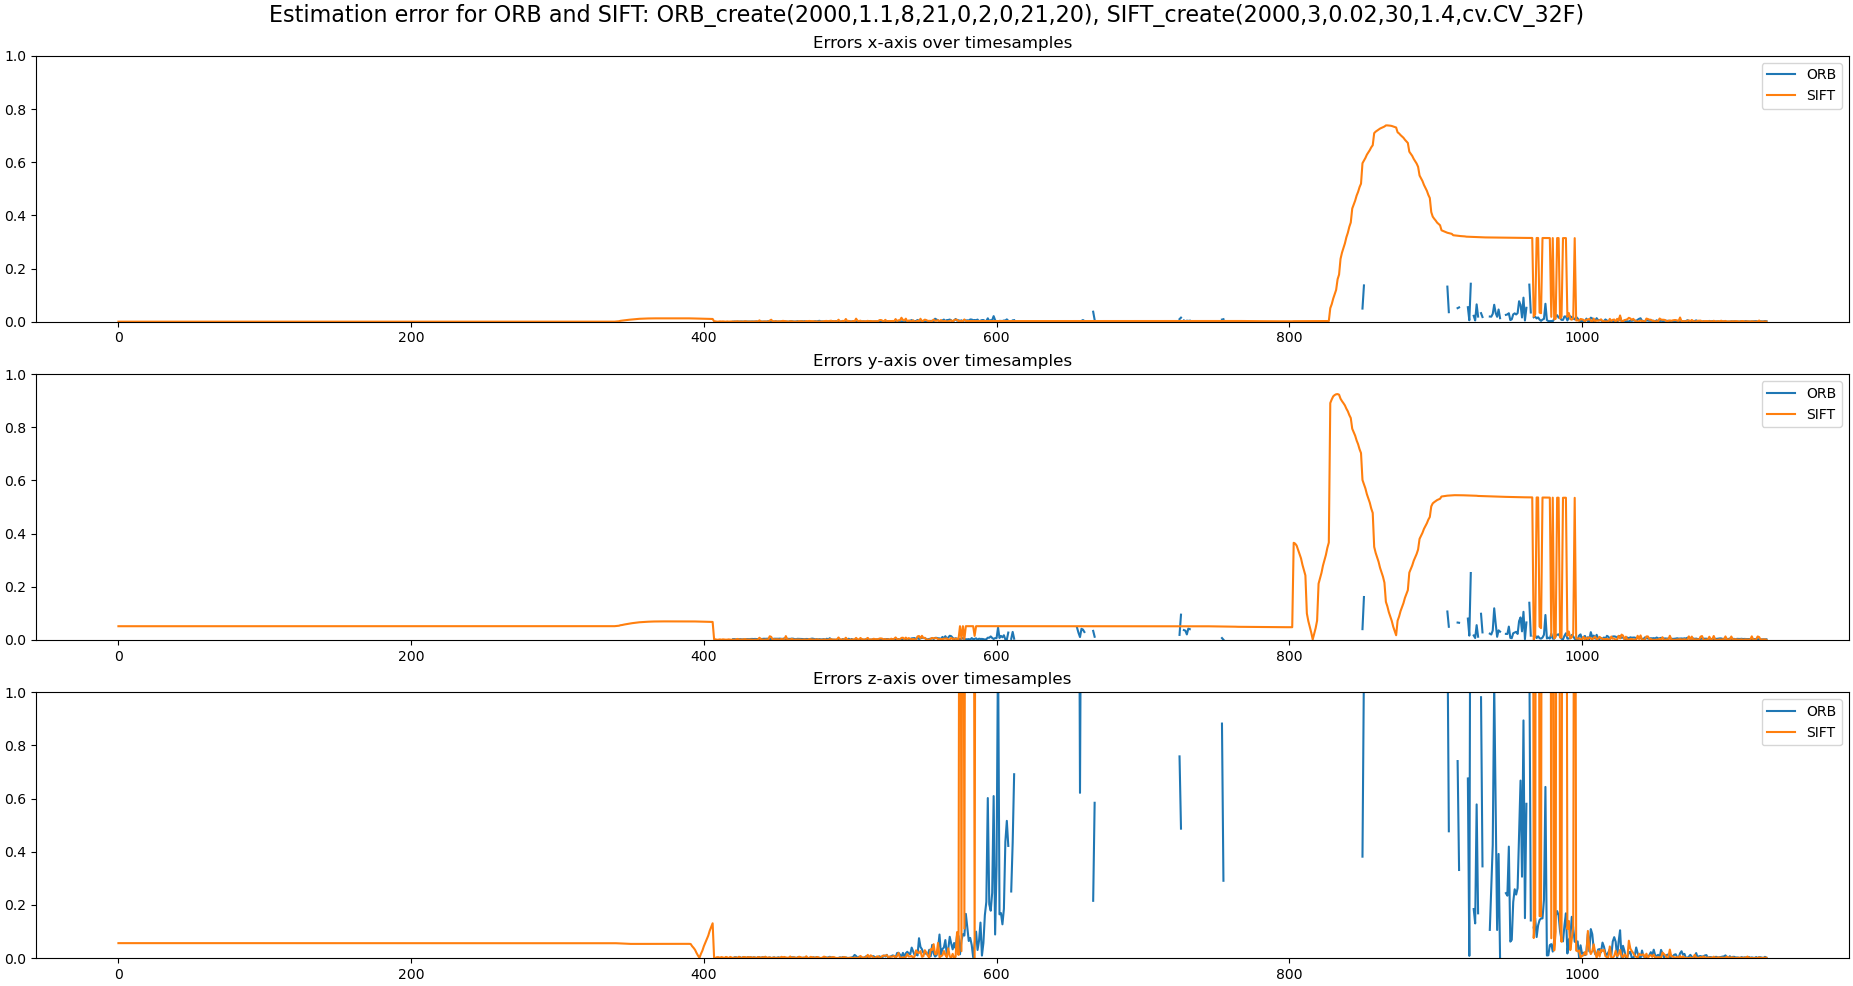 Estimation error for ORB and SIFT: ORB_create(2000,1.1,8,21,0,2,0,21,20), SIFT_create(2000,3,0.02,30,1.4,cv.CV_32F)
Errors x-axis over timesamples
1.0
0.8
0.6
0.4
0.2
0.0
ORB
SIFT
0 200 400 600 800 1000
Errors y-axis over timesamples
1.0
0.8
0.6
0.4
0.2
0.0
ORB
SIFT
0 200 400 600 800 1000
Errors z-axis over timesamples
1.0
0.8
0.6
0.4
0.2
0.0
ORB
SIFT
0 200 400 600 800 1000